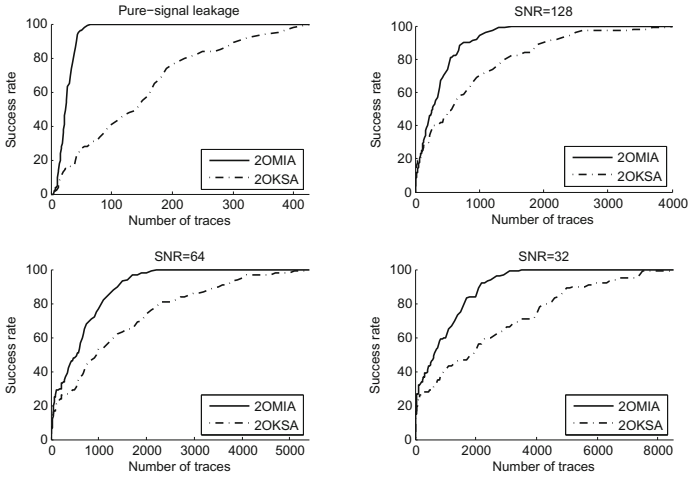 Pure−signal leakage
100
80
60
40
20
0
0 100 200 300 400
Success rate
Number of traces
2OMIA
2OKSA
SNR=128
100
80
60
40
20
0
0 1000 2000 3000 4000
Success rate
Number of traces
2OMIA
2OKSA
SNR=64
100
80
60
40
20
0
0 1000 2000 3000 4000 5000
Success rate
Number of traces
2OMIA
2OKSA
SNR=32
100
80
60
40
20
0
0 2000 4000 6000 8000
Success rate
Number of traces
2OMIA
2OKSA